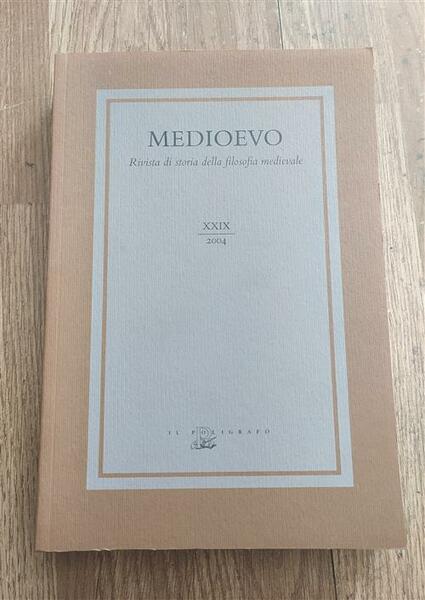 MEDIOEVO
Rivista di storia della filosofia medievale
XXIX
2004
IL POLIGRAFO